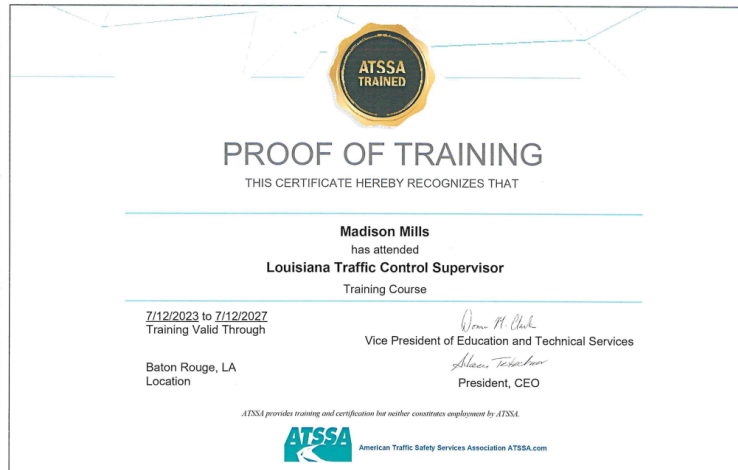 ATSSA
TRAINED
PROOF OF TRAINING
THIS CERTIFICATE HEREBY RECOGNIZES THAT
Madison Mills
has attended
Louisiana Traffic Control Supervisor
Training Course
7/12/2023 to 7/12/2027
Training Valid Through
Donna M. Clark
Vice President of Education and Technical Services
Baton Rouge, LA
Location
President, CEO
ATSSA provides training and certification but neither constitutes employment by ATSSA.
ATSSA
American Traffic Safety Services Association ATSSA.com